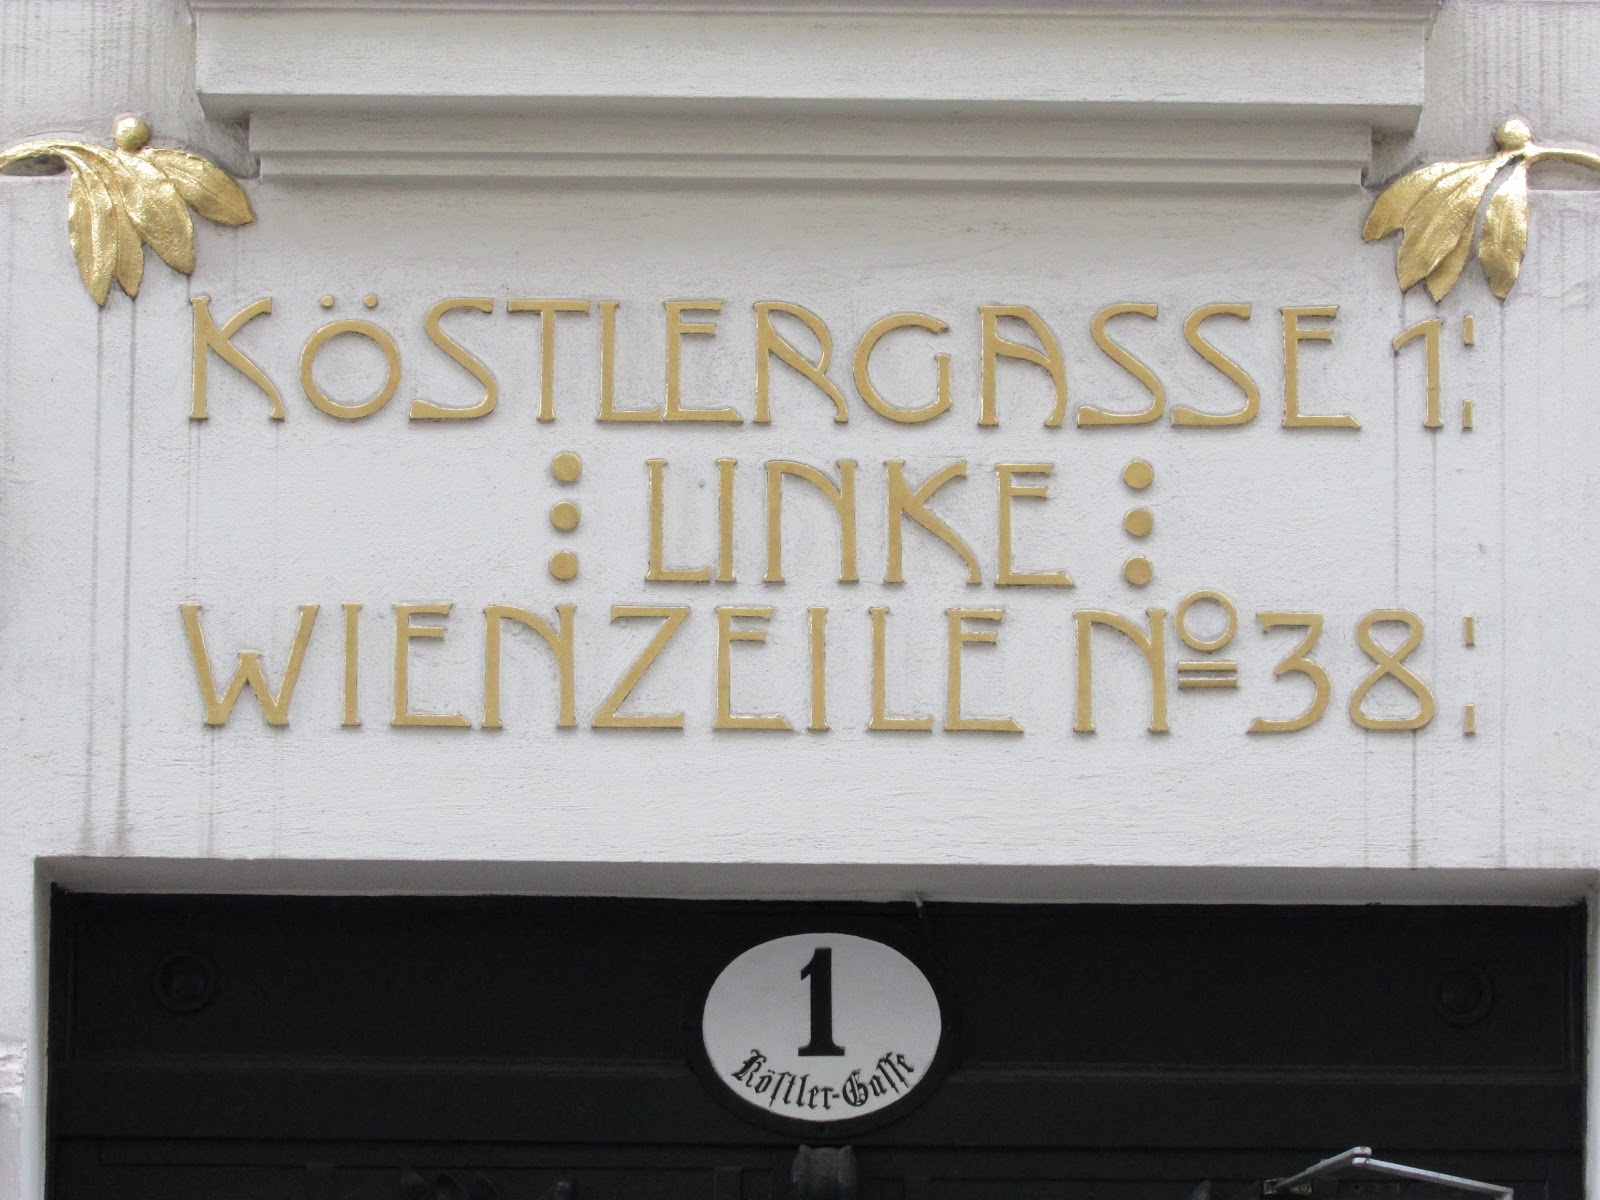 KÖSTLERGASSE 1
LINKE
WIENZEILE Nº 38
1
Köſtler-Gaſſe